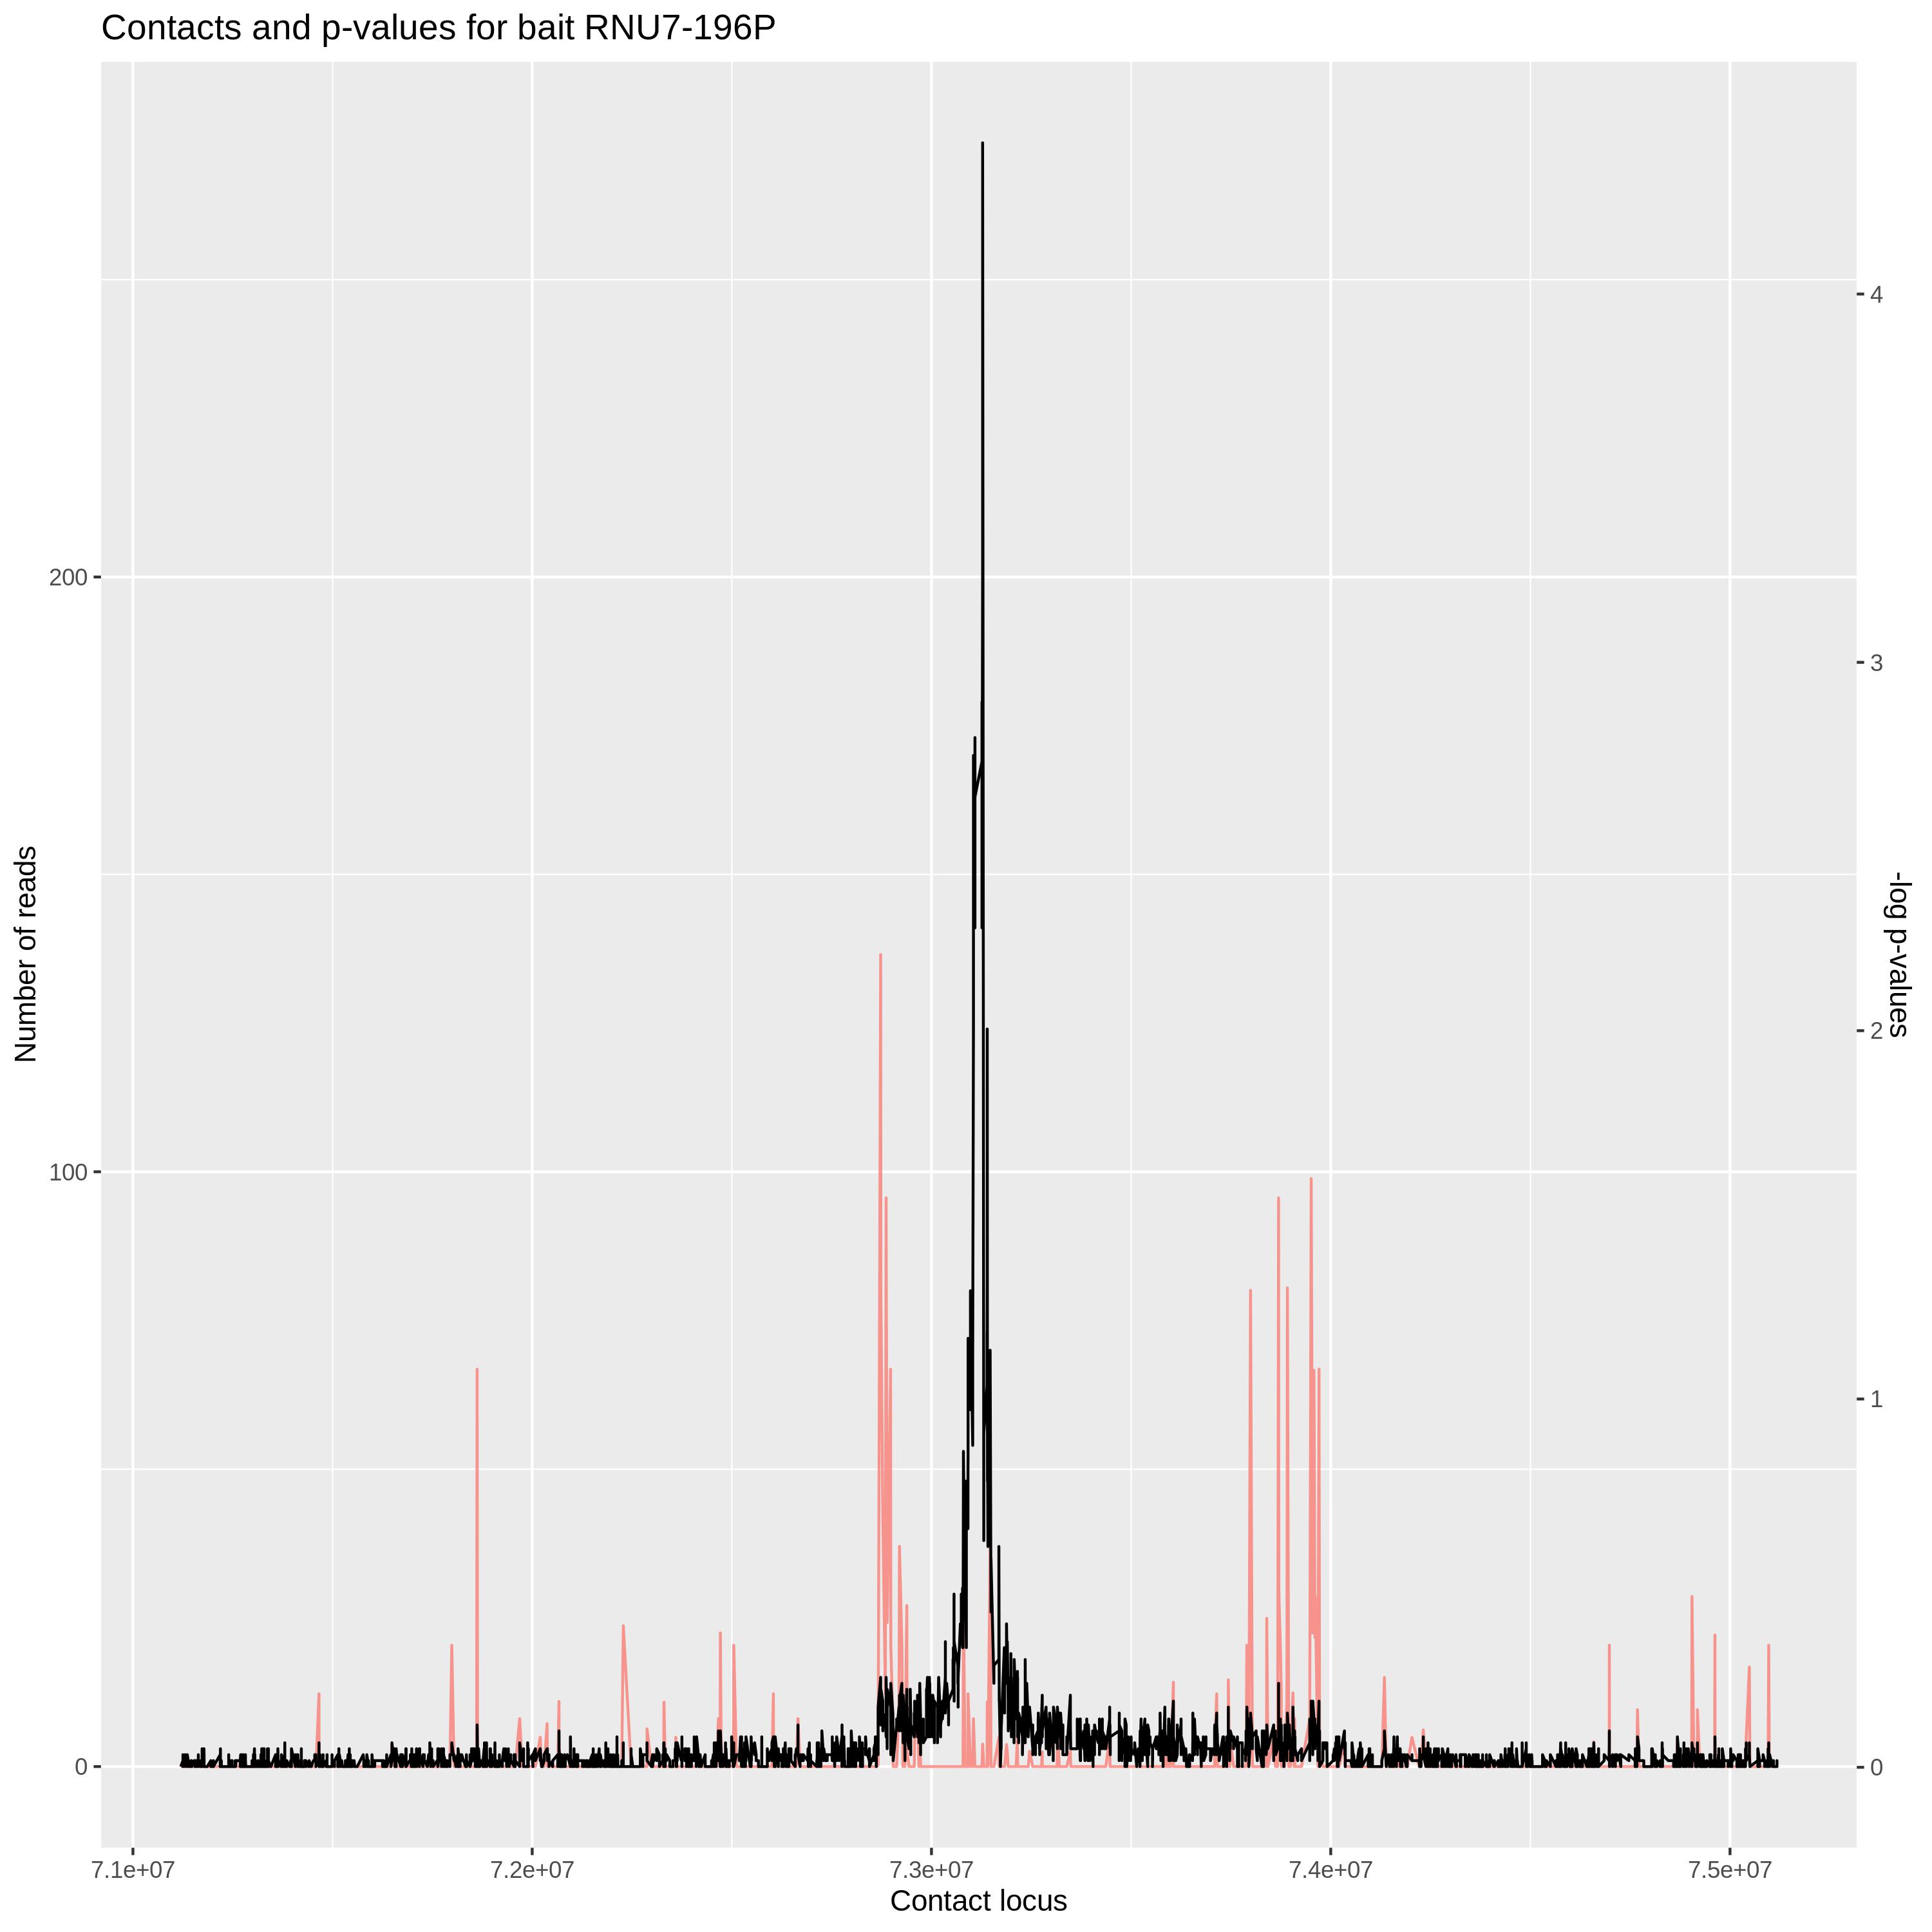 Contacts and p-values for bait RNU7-196P
Number of reads
200
100
0
4
3
2
1
0
-log p-values
7.1e+07 7.2e+07 7.3e+07 7.4e+07 7.5e+07
Contact locus